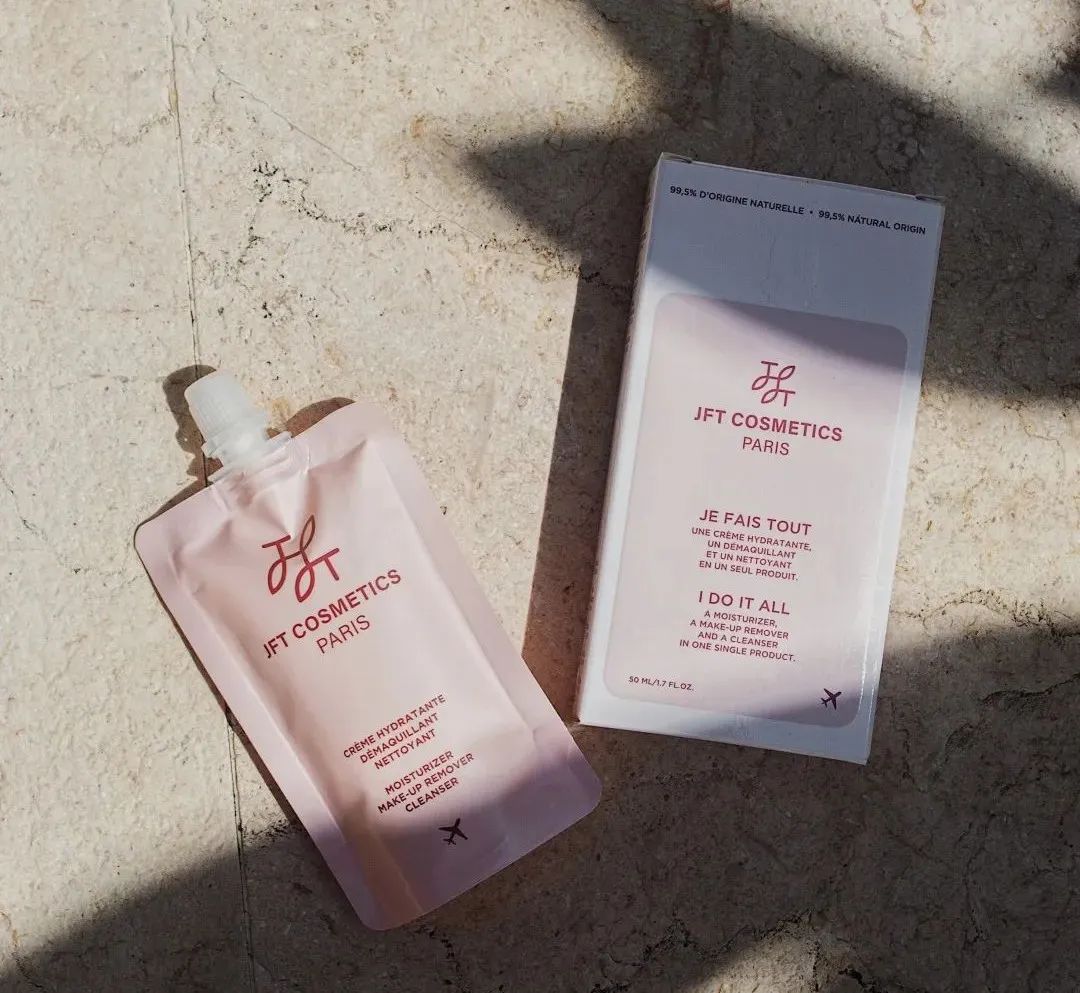 JFT
JFT COSMETICS
PARIS
CRÈME HYDRATANTE
DÉMAQUILLANT
NETTOYANT
MOISTURIZER
MAKE-UP REMOVER
CLEANSER
99,5% D'ORIGINE NATURELLE • 99,5% NATURAL ORIGIN
JFT
JFT COSMETICS
PARIS
JE FAIS TOUT
UNE CRÈME HYDRATANTE,
UN DÉMAQUILLANT
ET UN NETTOYANT
EN UN SEUL PRODUIT.
I DO IT ALL
A MOISTURIZER,
A MAKE-UP REMOVER
AND A CLEANSER
IN ONE SINGLE PRODUCT.
50 ML/1.7 FL.OZ.